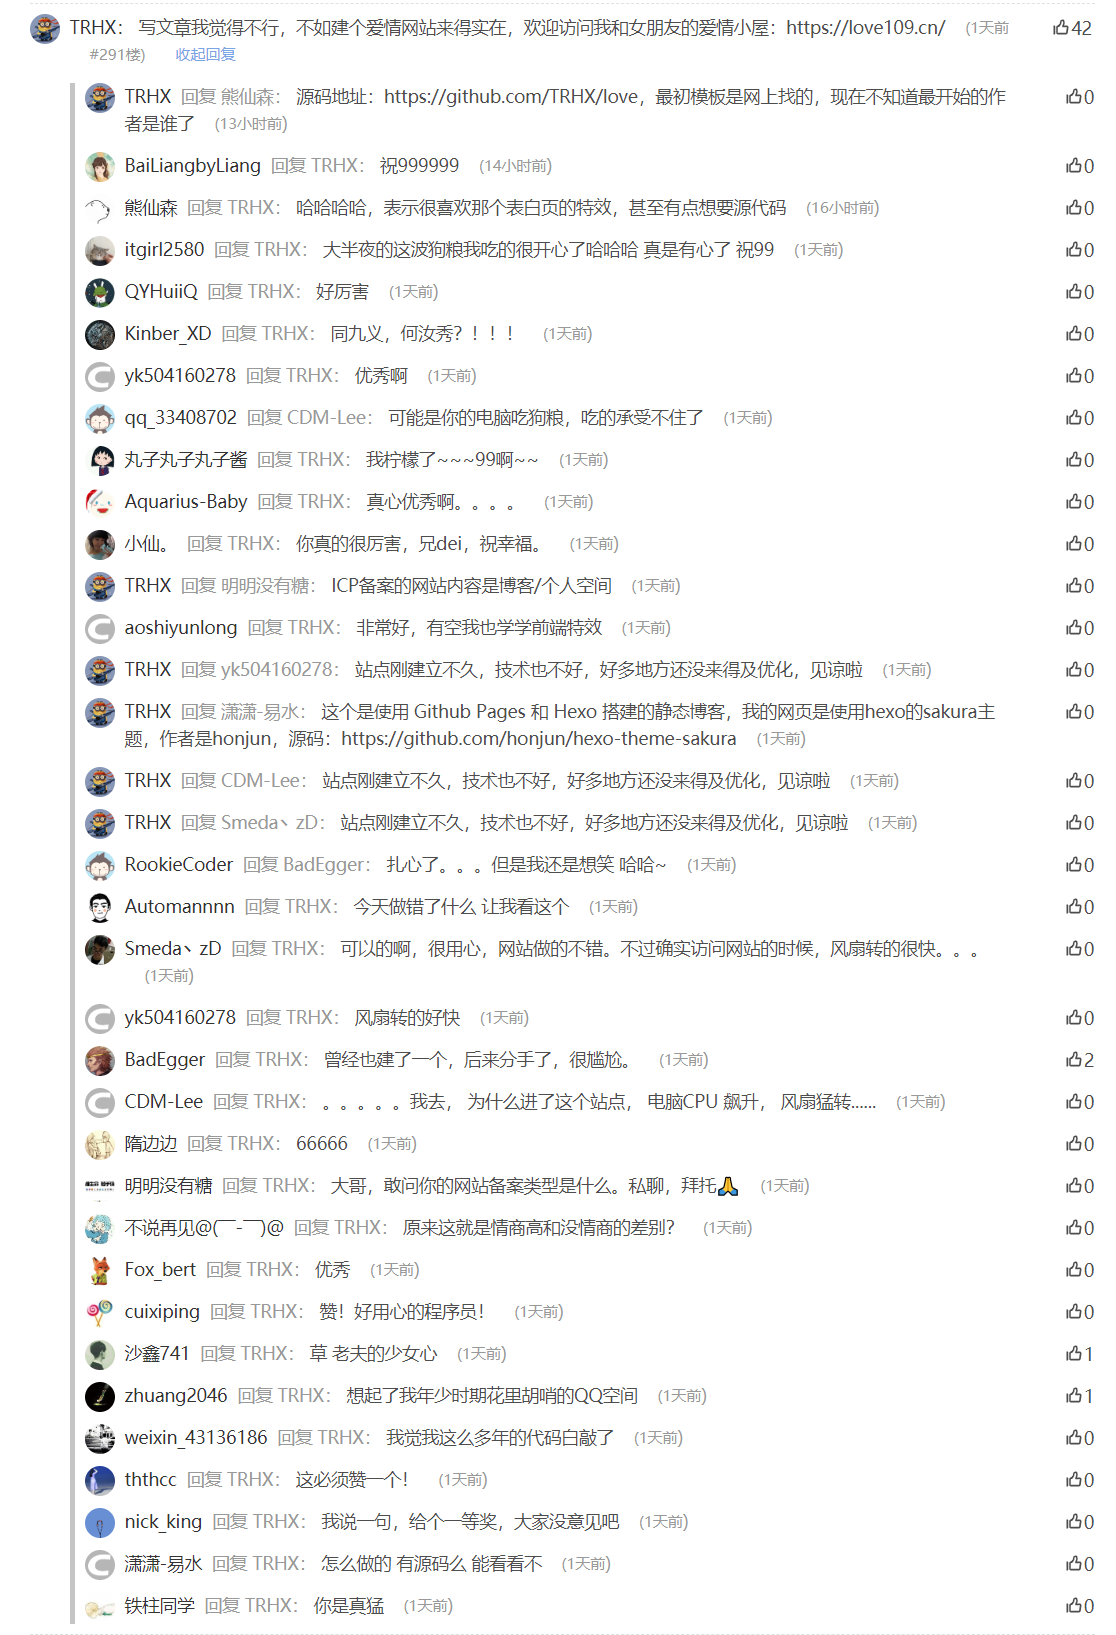 TRHX： 写文章我觉得不行，不如建个爱情网站来得实在，欢迎访问我和女朋友的爱情小屋：https://love109.cn/ (1天前 42
#291楼) 收起回复
TRHX 回复 熊仙森： 源码地址：https://github.com/TRHX/love，最初模板是网上找的，现在不知道最开始的作 0
者是谁了 (13小时前)
BaiLiangbyLiang 回复 TRHX： 祝999999 (14小时前) 0
熊仙森 回复 TRHX： 哈哈哈哈，表示很喜欢那个表白页的特效，甚至有点想要源代码 (16小时前) 0
itgirl2580 回复 TRHX： 大半夜的这波狗粮我吃的很开心了哈哈哈 真是有心了 祝99 (1天前) 0
QYHuiiQ 回复 TRHX： 好厉害 (1天前) 0
Kinber_XD 回复 TRHX： 同九义，何汝秀？！！！ (1天前) 0
yk504160278 回复 TRHX： 优秀啊 (1天前) 0
qq_33408702 回复 CDM-Lee： 可能是你的电脑吃狗粮，吃的承受不住了 (1天前) 0
丸子丸子丸子酱 回复 TRHX： 我柠檬了~~~99啊~~ (1天前) 0
Aquarius-Baby 回复 TRHX： 真心优秀啊。。。。 (1天前) 0
小仙。 回复 TRHX： 你真的很厉害，兄dei，祝幸福。 (1天前) 0
TRHX 回复 明明没有糖： ICP备案的网站内容是博客/个人空间 (1天前) 0
aoshiyunlong 回复 TRHX： 非常好，有空我也学学前端特效 (1天前) 0
TRHX 回复 yk504160278： 站点刚建立不久，技术也不好，好多地方还没来得及优化，见谅啦 (1天前) 0
TRHX 回复 潇潇-易水： 这个是使用 Github Pages 和 Hexo 搭建的静态博客，我的网页是使用hexo的sakura主 0
题，作者是honjun，源码：https://github.com/honjun/hexo-theme-sakura (1天前)
TRHX 回复 CDM-Lee： 站点刚建立不久，技术也不好，好多地方还没来得及优化，见谅啦 (1天前) 0
TRHX 回复 Smeda丶zD： 站点刚建立不久，技术也不好，好多地方还没来得及优化，见谅啦 (1天前) 0
RookieCoder 回复 BadEgger： 扎心了。。。但是我还是想笑 哈哈~ (1天前) 0
Automannnn 回复 TRHX： 今天做错了什么 让我看这个 (1天前) 0
Smeda丶zD 回复 TRHX： 可以的啊，很用心，网站做的不错。不过确实访问网站的时候，风扇转的很快。。。 0
(1天前)
yk504160278 回复 TRHX： 风扇转的好快 (1天前) 0
BadEgger 回复 TRHX： 曾经也建了一个，后来分手了，很尴尬。 (1天前) 2
CDM-Lee 回复 TRHX： 。。。。。我去， 为什么进了这个站点， 电脑CPU 飙升， 风扇猛转...... (1天前) 0
隋边边 回复 TRHX： 66666 (1天前) 0
明明没有糖 回复 TRHX： 大哥，敢问你的网站备案类型是什么。私聊，拜托🙏 (1天前) 0
不说再见@(￣-￣)@ 回复 TRHX： 原来这就是情商高和没情商的差别？ (1天前) 0
Fox_bert 回复 TRHX： 优秀 (1天前) 0
cuixiping 回复 TRHX： 赞！好用心的程序员！ (1天前) 0
沙鑫741 回复 TRHX： 草 老夫的少女心 (1天前) 1
zhuang2046 回复 TRHX： 想起了我年少时期花里胡哨的QQ空间 (1天前) 1
weixin_43136186 回复 TRHX： 我觉我这么多年的代码白敲了 (1天前) 0
ththcc 回复 TRHX： 这必须赞一个！ (1天前) 0
nick_king 回复 TRHX： 我说一句，给个一等奖，大家没意见吧 (1天前) 0
潇潇-易水 回复 TRHX： 怎么做的 有源码么 能看看不 (1天前) 0
铁柱同学 回复 TRHX： 你是真猛 (1天前) 0